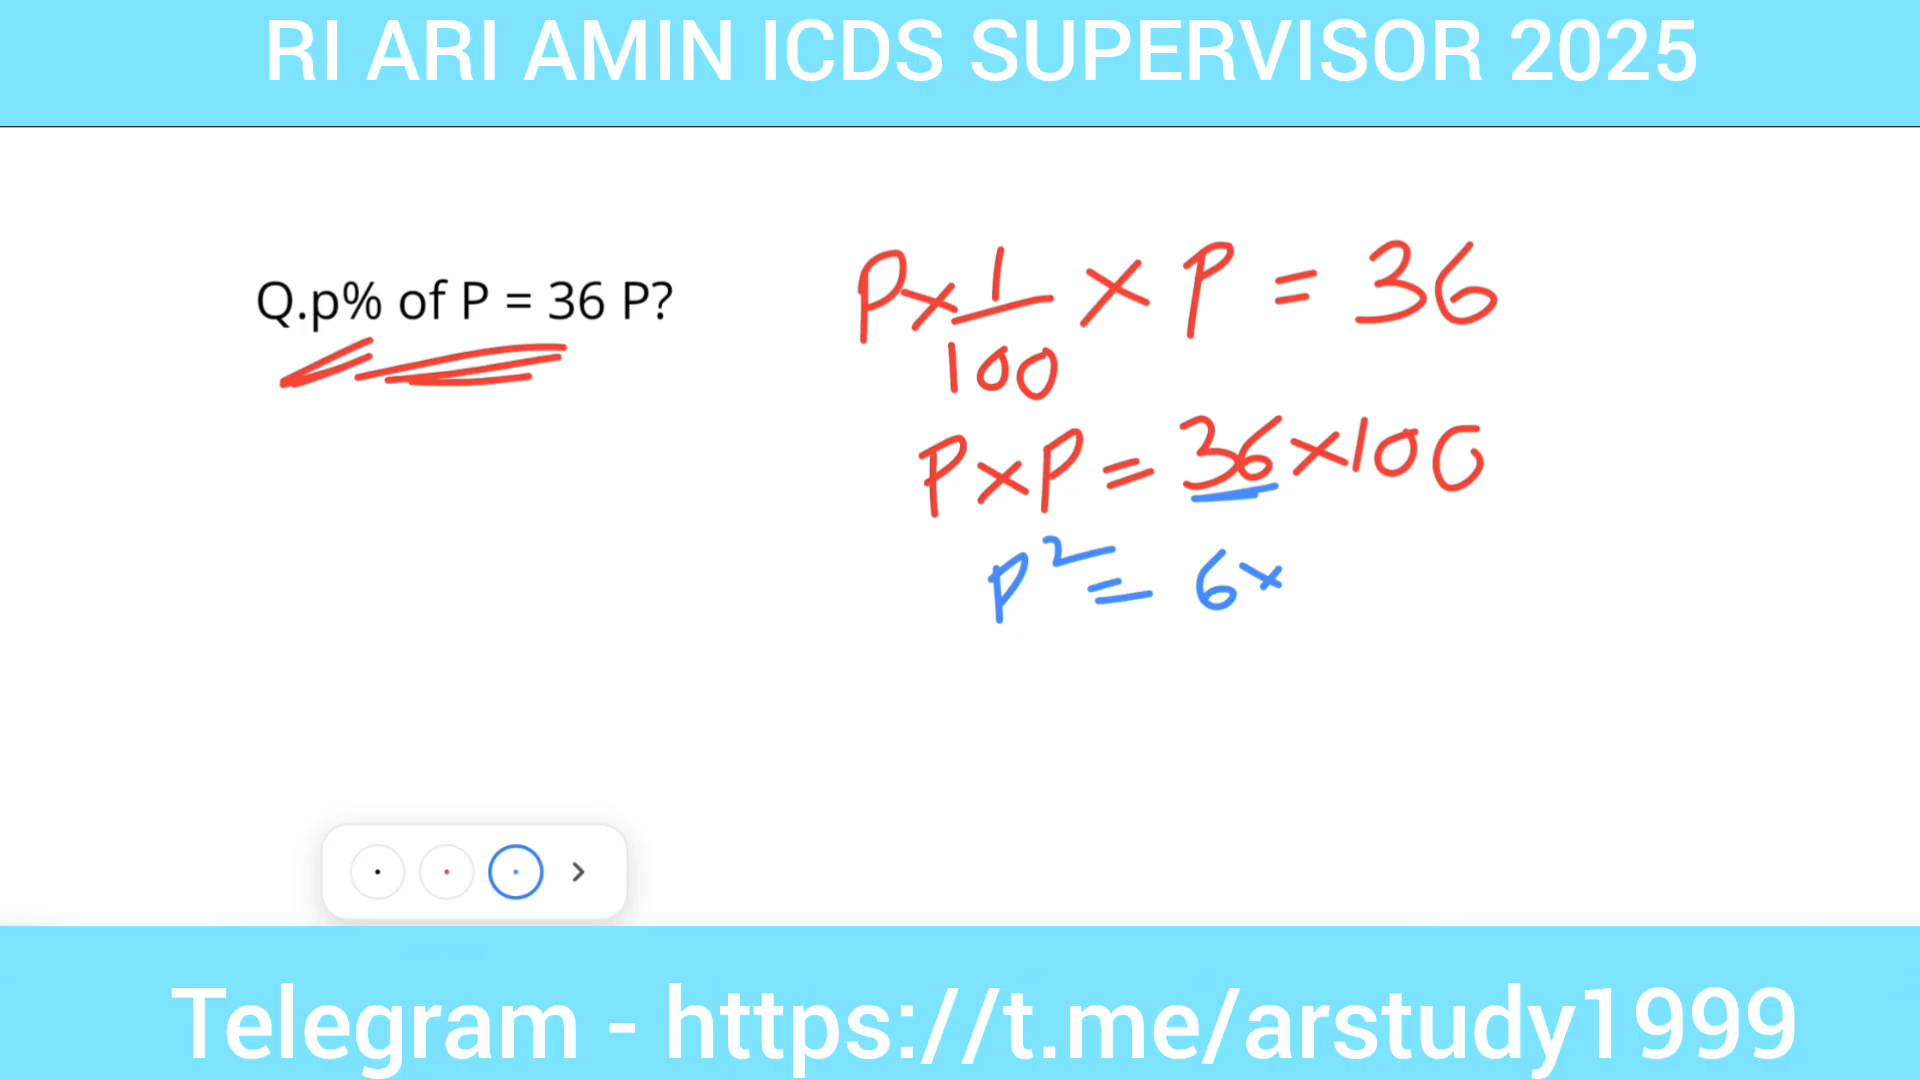 RI ARI AMIN ICDS SUPERVISOR 2025
Q.p% of P = 36 P?
P × 1/100 × P = 36
P × P = 36 × 100
P² = 6 ×
Telegram - https://t.me/arstudy1999